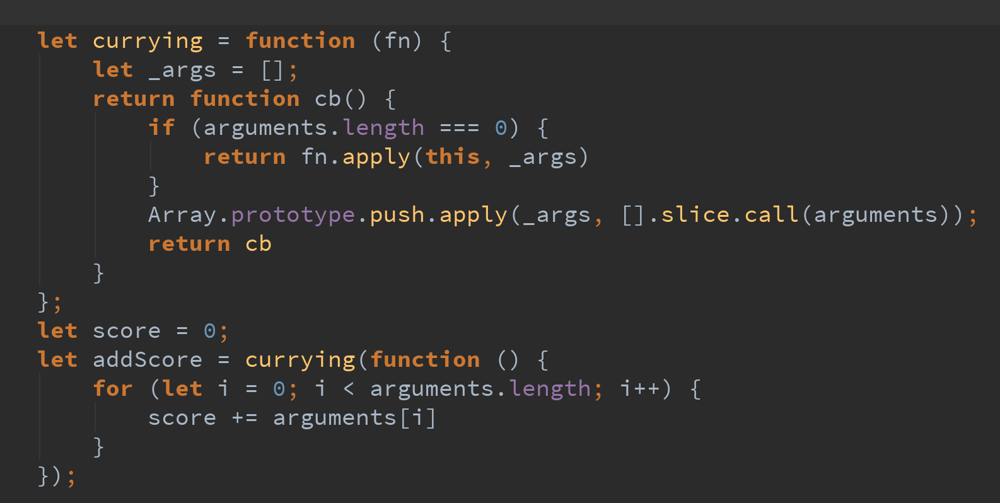 let currying = function (fn) {
    let _args = [];
    return function cb() {
        if (arguments.length === 0) {
            return fn.apply(this, _args)
        }
        Array.prototype.push.apply(_args, [].slice.call(arguments));
        return cb
    }
};
let score = 0;
let addScore = currying(function () {
    for (let i = 0; i < arguments.length; i++) {
        score += arguments[i]
    }
});